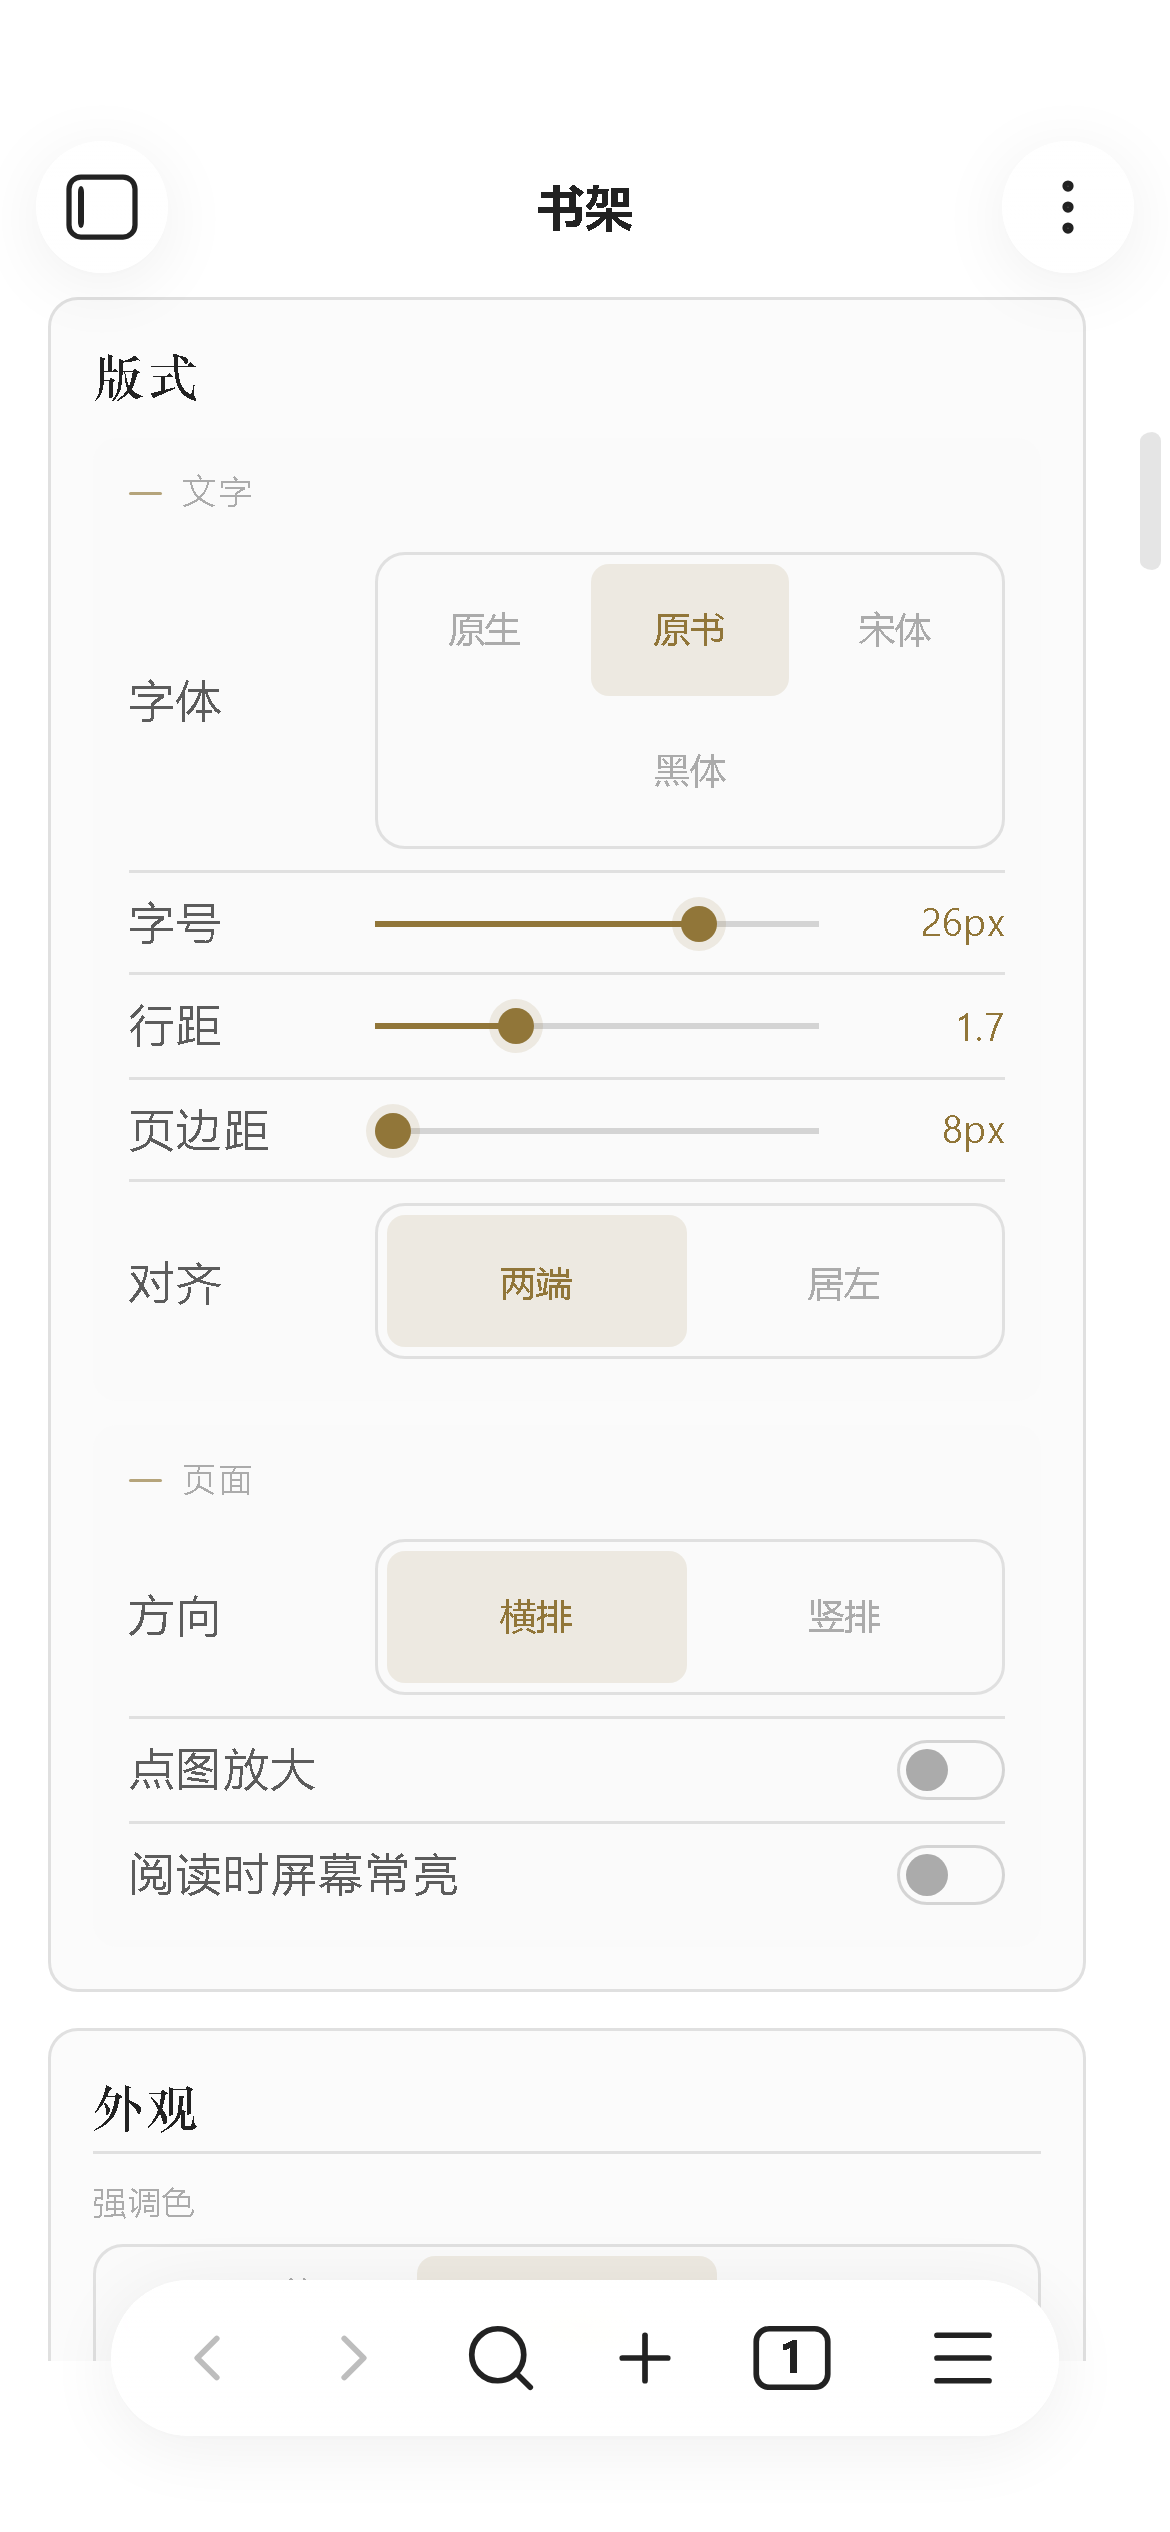 书架
版式
文字
字体
原生 原书 宋体
黑体
字号 26px
行距 1.7
页边距 8px
对齐 两端 居左
页面
方向 横排 竖排
点图放大
阅读时屏幕常亮
外观
强调色
1